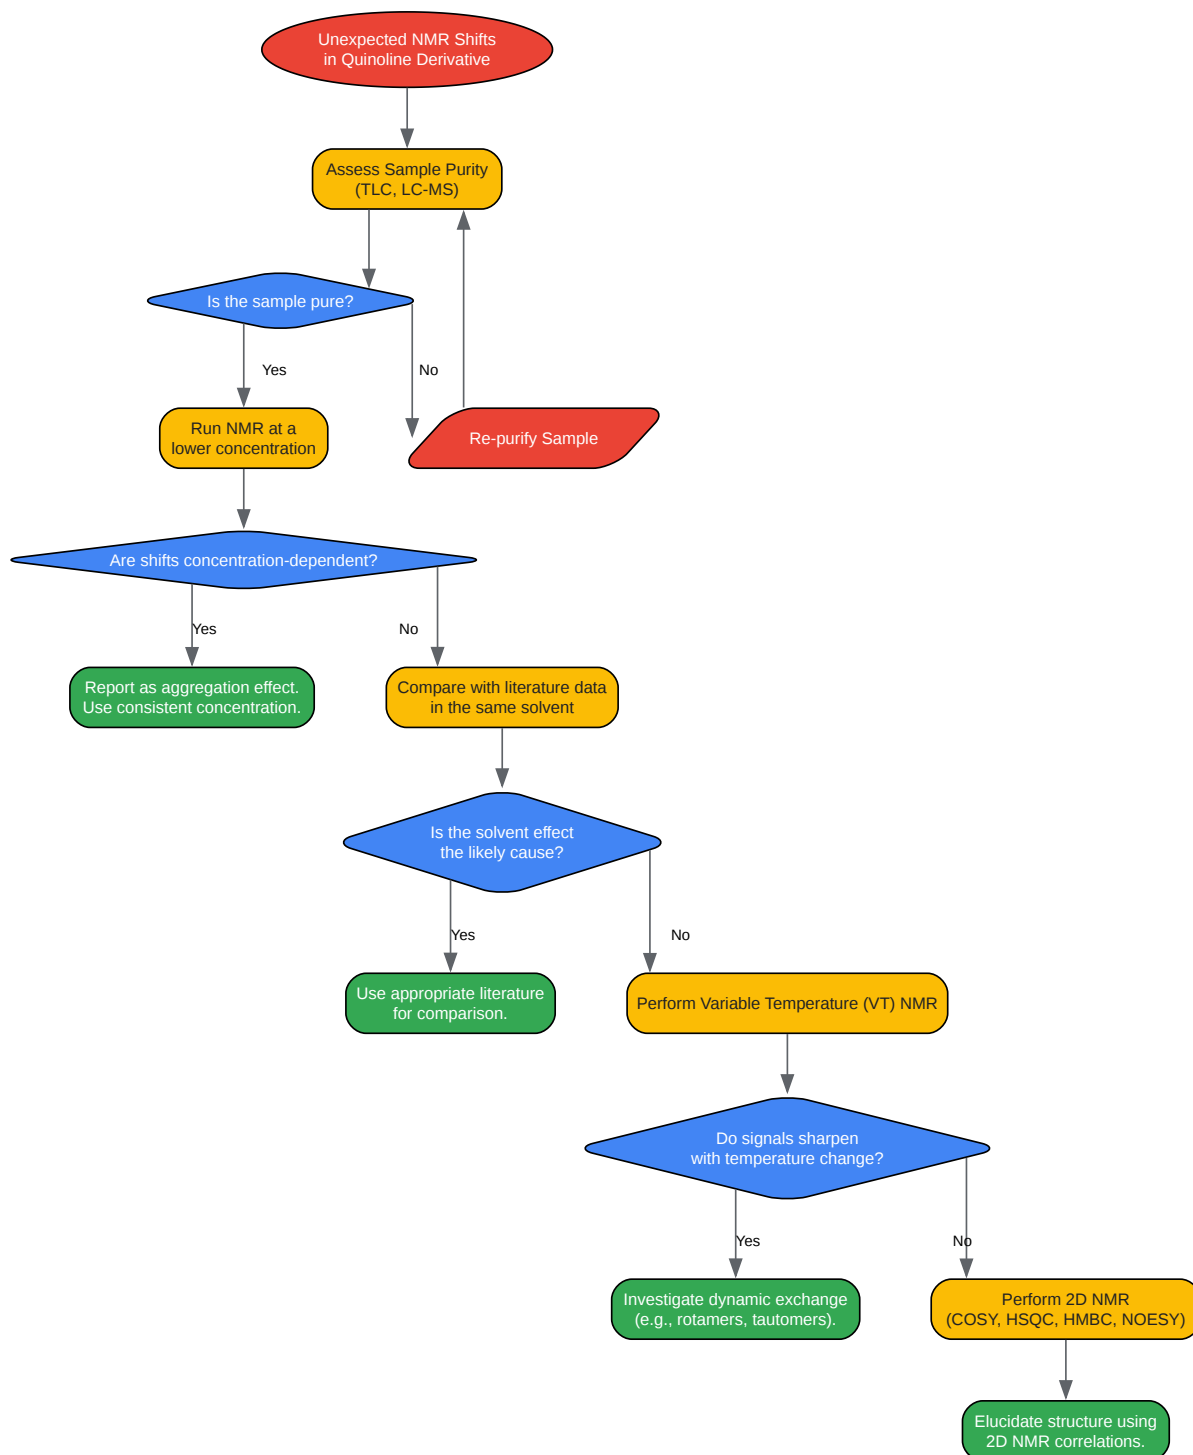 Unexpected NMR Shifts
in Quinoline Derivative
Assess Sample Purity
(TLC, LC-MS)
Is the sample pure?
Yes
No
Run NMR at a
lower concentration
Re-purify Sample
Are shifts concentration-dependent?
Yes
No
Report as aggregation effect.
Use consistent concentration.
Compare with literature data
in the same solvent
Is the solvent effect
the likely cause?
Yes
No
Use appropriate literature
for comparison.
Perform Variable Temperature (VT) NMR
Do signals sharpen
with temperature change?
Yes
No
Investigate dynamic exchange
(e.g., rotamers, tautomers).
Perform 2D NMR
(COSY, HSQC, HMBC, NOESY)
Elucidate structure using
2D NMR correlations.